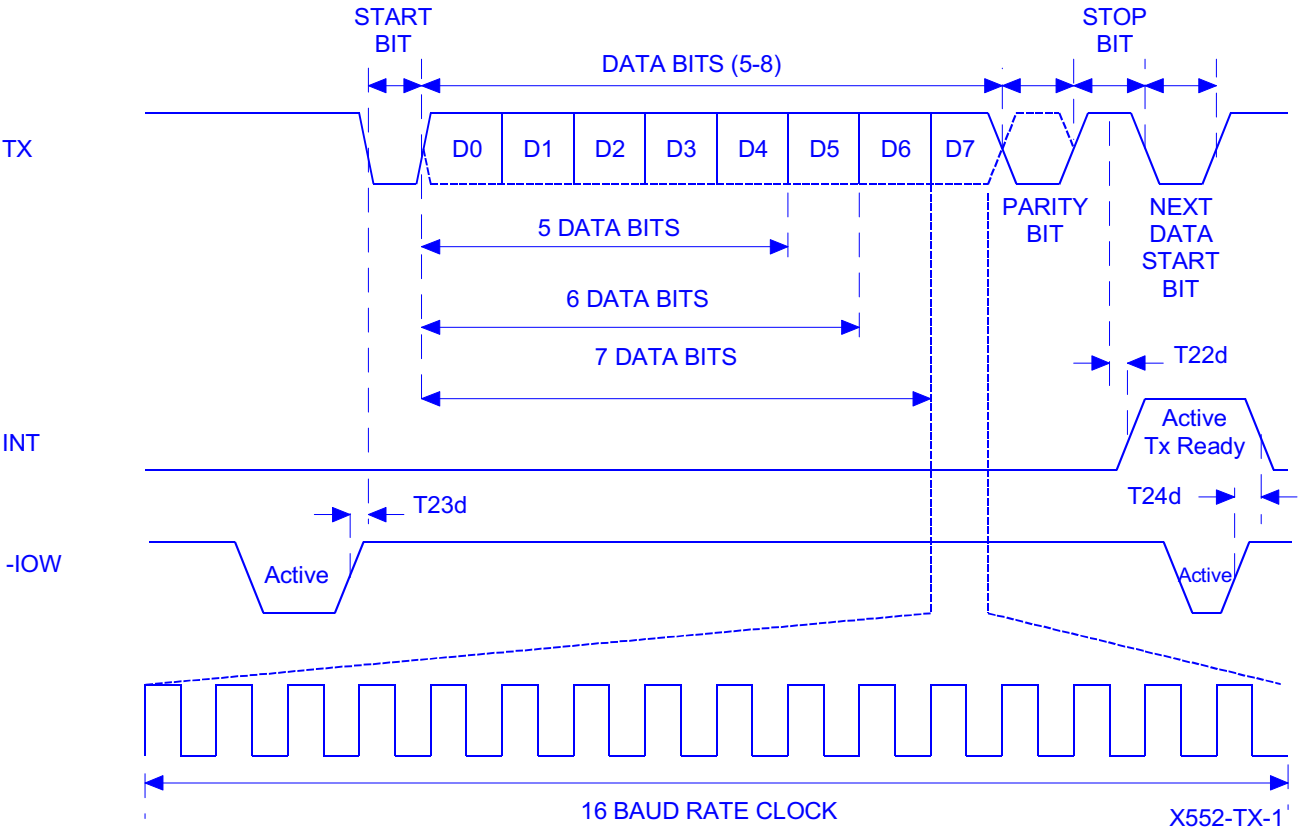 START
BIT
STOP
BIT
DATA BITS (5-8)
TX
D0 D1 D2 D3 D4 D5 D6 D7
PARITY
BIT
NEXT
DATA
START
BIT
5 DATA BITS
6 DATA BITS
7 DATA BITS
T22d
INT
Active
Tx Ready
T23d
T24d
-IOW
Active
Active
16 BAUD RATE CLOCK
X552-TX-1